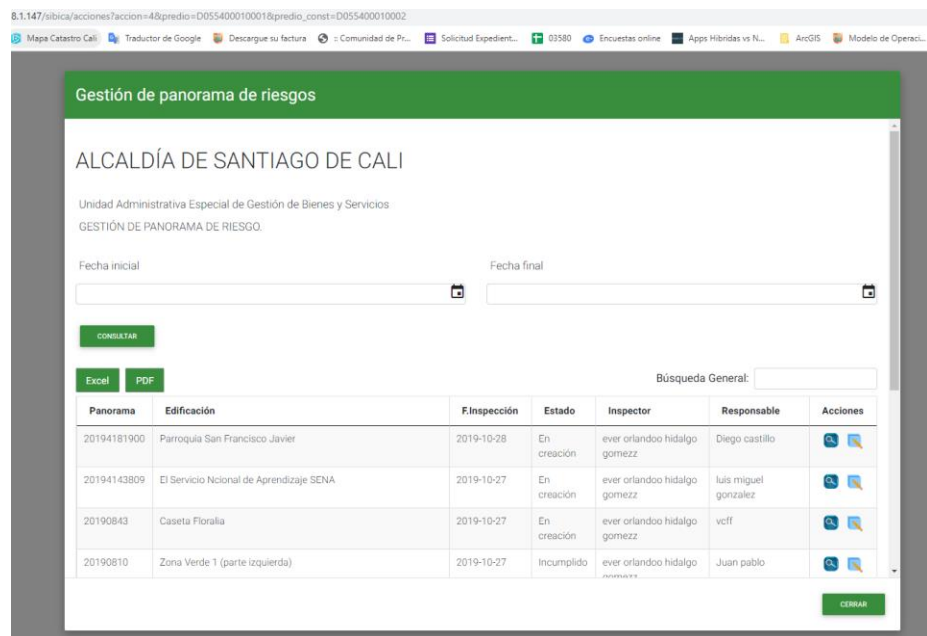 8.1.147/sibica/acciones?accion=4&predio=D055400010001&predio_const=D055400010002
Mapa Catastro Cali Traductor de Google Descargue su factura :: Comunidad de Pr... Solicitud Expedient... 03580 Encuestas online Apps Hibridas vs N... ArcGIS Modelo de Operaci...
Gestión de panorama de riesgos
ALCALDÍA DE SANTIAGO DE CALI
Unidad Administrativa Especial de Gestión de Bienes y Servicios
GESTIÓN DE PANORAMA DE RIESGO.
Fecha inicial Fecha final
CONSULTAR
Excel PDF Búsqueda General:
Panorama Edificación F.Inspección Estado Inspector Responsable Acciones
20194181900 Parroquia San Francisco Javier 2019-10-28 En creación ever orlandoo hidalgo gomezz Diego castillo
20194143809 El Servicio Ncional de Aprendizaje SENA 2019-10-27 En creación ever orlandoo hidalgo gomezz luis miguel gonzalez
20190843 Caseta Floralia 2019-10-27 En creación ever orlandoo hidalgo gomezz vcff
20190810 Zona Verde 1 (parte izquierda) 2019-10-27 Incumplido ever orlandoo hidalgo gomezz Juan pablo
CERRAR